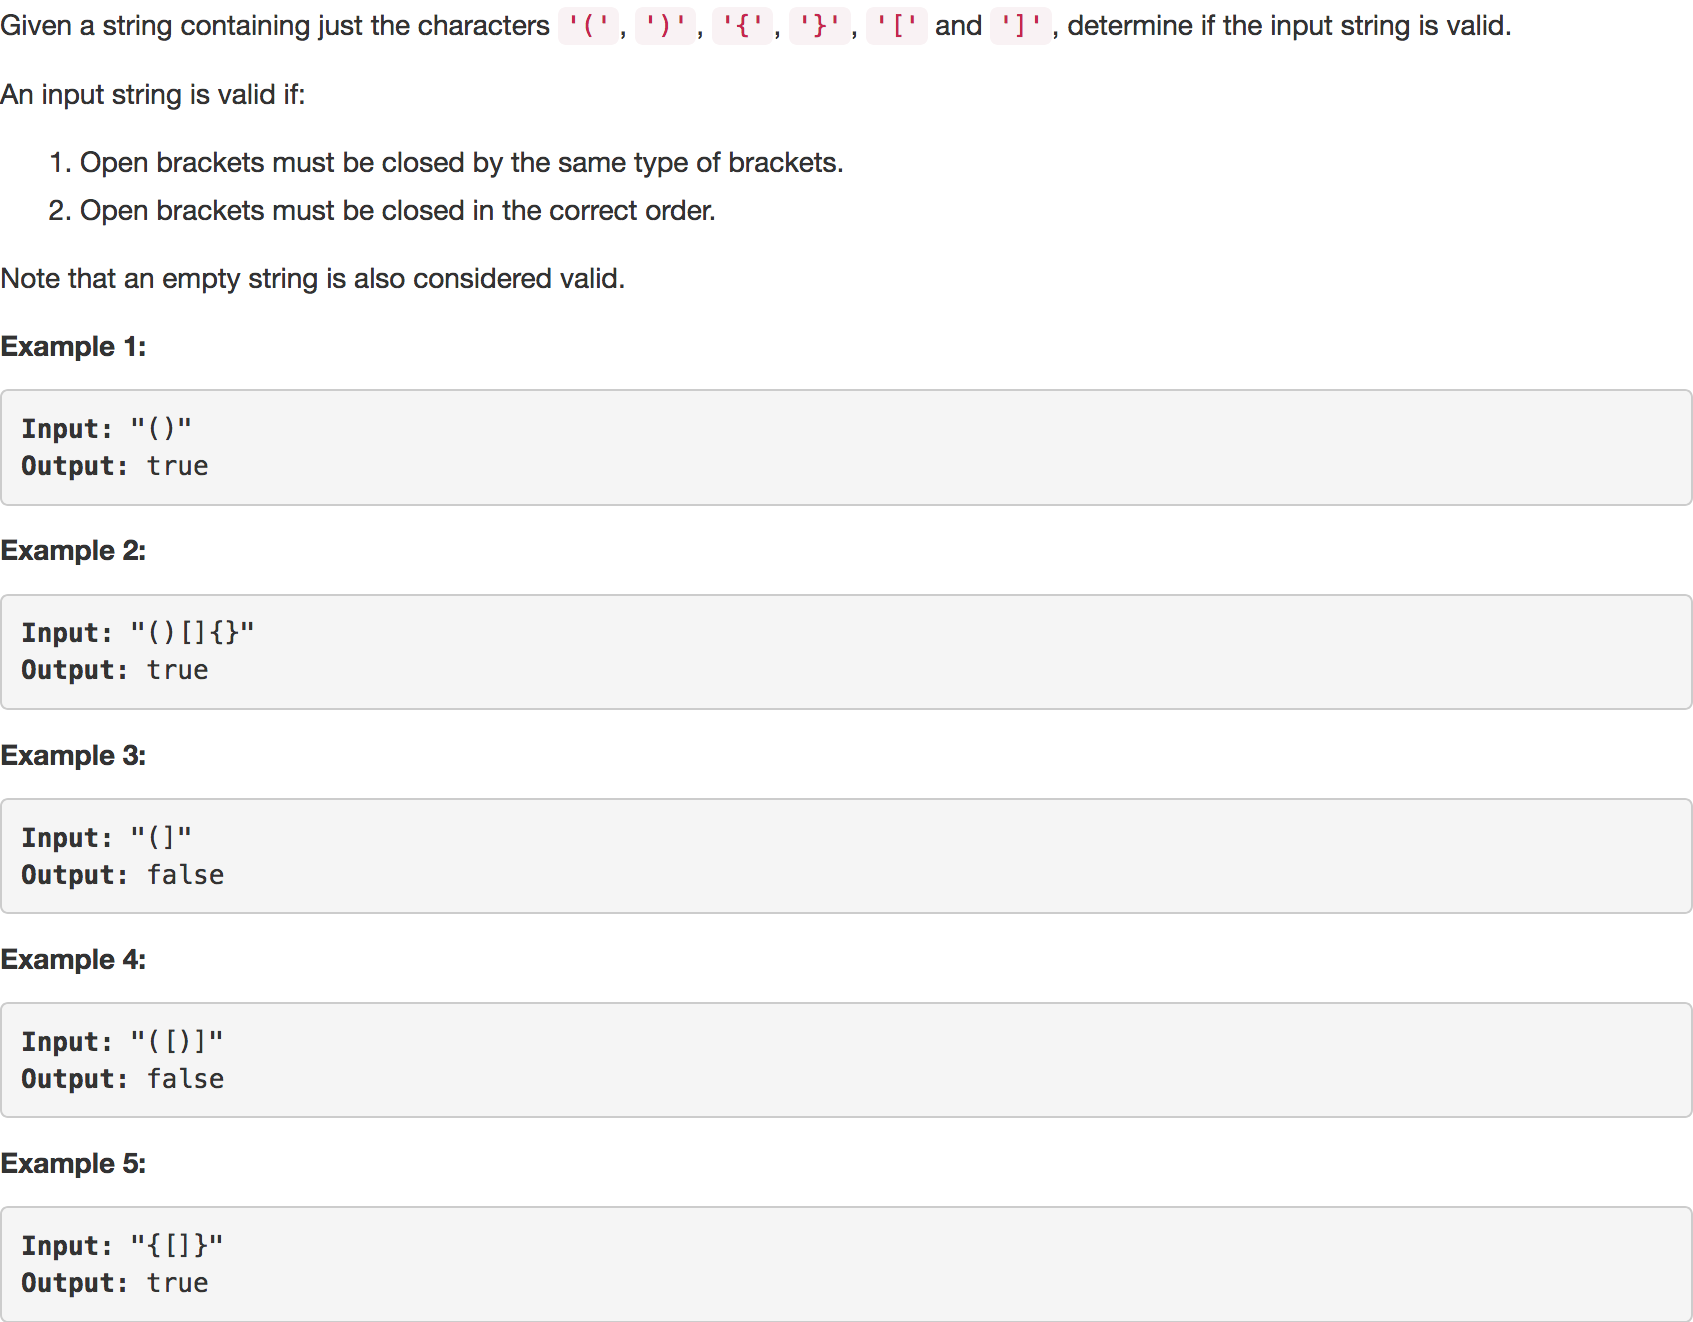 Given a string containing just the characters '(', ')', '{', '}', '[' and ']', determine if the input string is valid.
An input string is valid if:
1. Open brackets must be closed by the same type of brackets.
2. Open brackets must be closed in the correct order.
Note that an empty string is also considered valid.
Example 1:
Input: "()"
Output: true
Example 2:
Input: "()[]{}"
Output: true
Example 3:
Input: "(]"
Output: false
Example 4:
Input: "([)]"
Output: false
Example 5:
Input: "{[]}"
Output: true